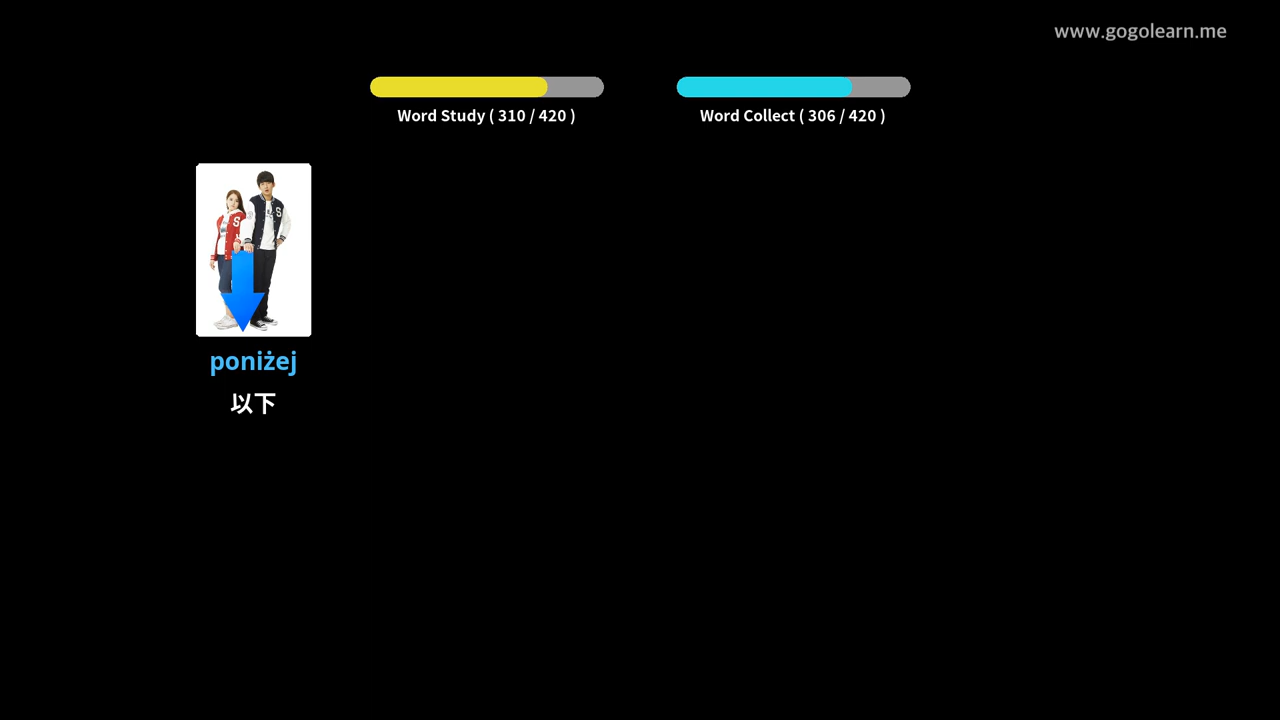 www.gogolearn.me
Word Study ( 310 / 420 )
Word Collect ( 306 / 420 )
S
S
poniżej
以下